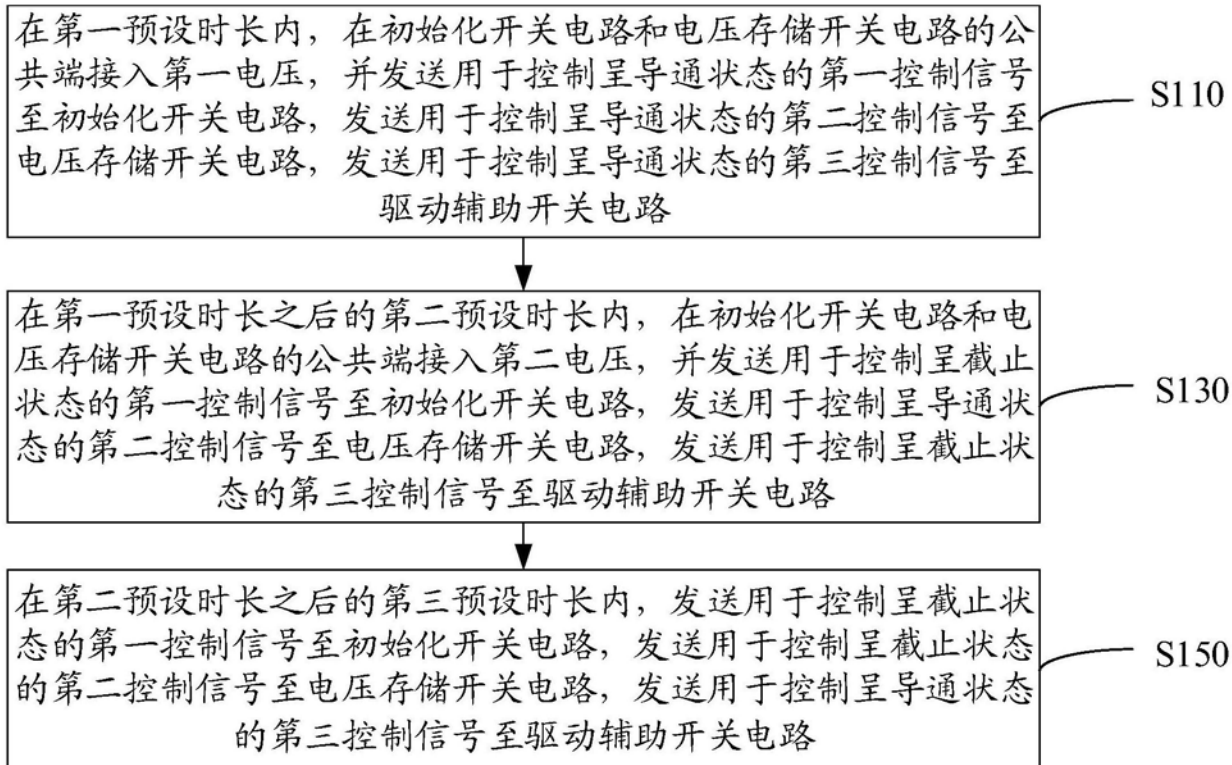 在第一预设时长内，在初始化开关电路和电压存储开关电路的公
共端接入第一电压，并发送用于控制呈导通状态的第一控制信号
至初始化开关电路，发送用于控制呈导通状态的第二控制信号至
电压存储开关电路，发送用于控制呈导通状态的第三控制信号至
驱动辅助开关电路
S110
在第一预设时长之后的第二预设时长内，在初始化开关电路和电
压存储开关电路的公共端接入第二电压，并发送用于控制呈截止
状态的第一控制信号至初始化开关电路，发送用于控制呈导通状
态的第二控制信号至电压存储开关电路，发送用于控制呈截止状
态的第三控制信号至驱动辅助开关电路
S130
在第二预设时长之后的第三预设时长内，发送用于控制呈截止状
态的第一控制信号至初始化开关电路，发送用于控制呈截止状态
的第二控制信号至电压存储开关电路，发送用于控制呈导通状态
的第三控制信号至驱动辅助开关电路
S150